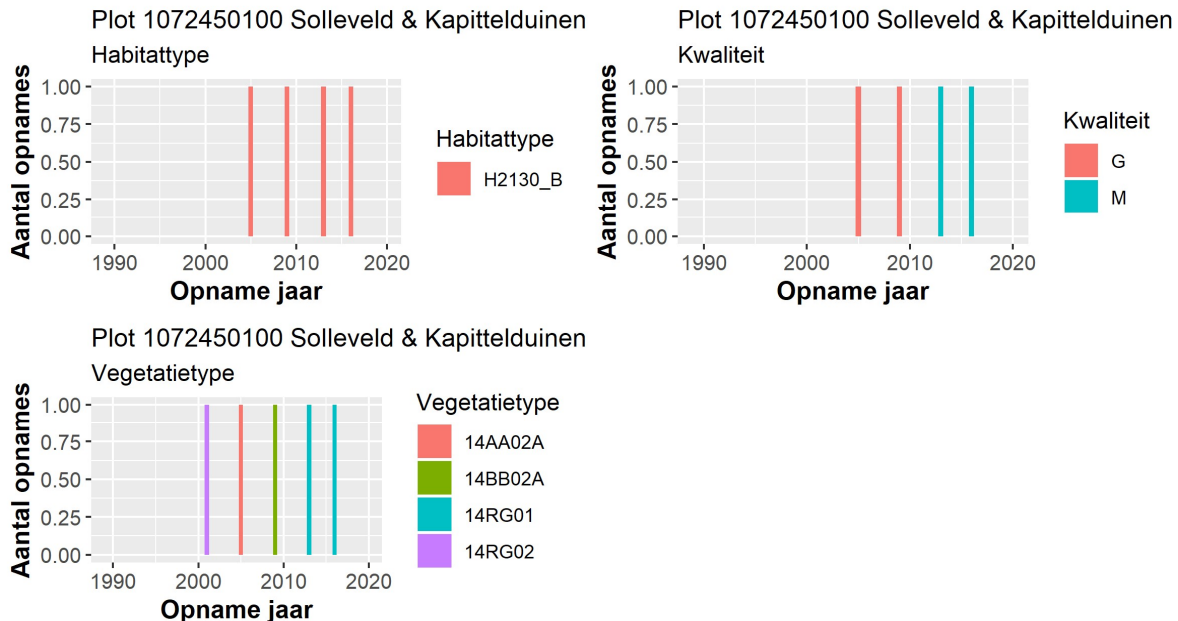 Plot 1072450100 Solleveld & Kapittelduinen
Habitattype
Aantal opnames
1.00
0.75
0.50
0.25
0.00
1990 2000 2010 2020
Opname jaar
Habitattype
H2130_B
Plot 1072450100 Solleveld & Kapittelduinen
Kwaliteit
Aantal opnames
1.00
0.75
0.50
0.25
0.00
1990 2000 2010 2020
Opname jaar
Kwaliteit
G
M
Plot 1072450100 Solleveld & Kapittelduinen
Vegetatietype
Aantal opnames
1.00
0.75
0.50
0.25
0.00
1990 2000 2010 2020
Opname jaar
Vegetatietype
14AA02A
14BB02A
14RG01
14RG02